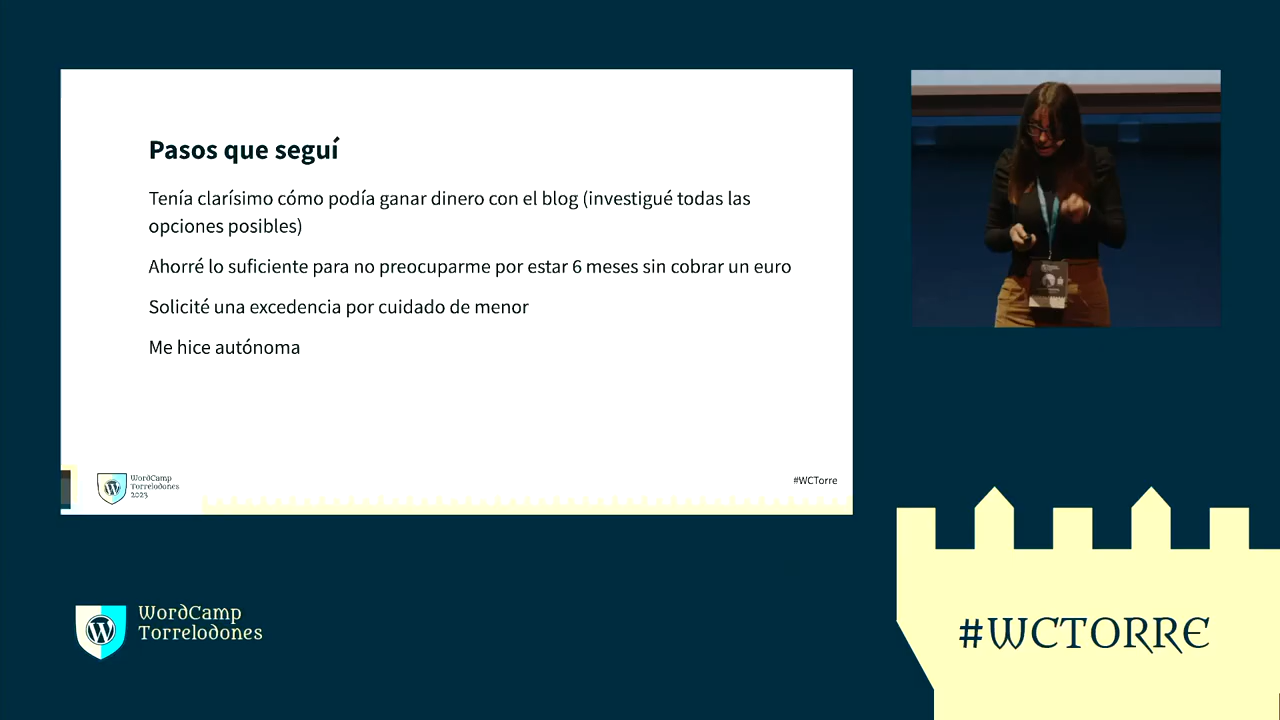 Pasos que seguí
Tenía clarísimo cómo podía ganar dinero con el blog (investigué todas las
opciones posibles)
Ahorré lo suficiente para no preocuparme por estar 6 meses sin cobrar un euro
Solicité una excedencia por cuidado de menor
Me hice autónoma
WordCamp
Torrelodones
2023
#WCTorre
WordCamp
Torrelodones
#WCTORRE